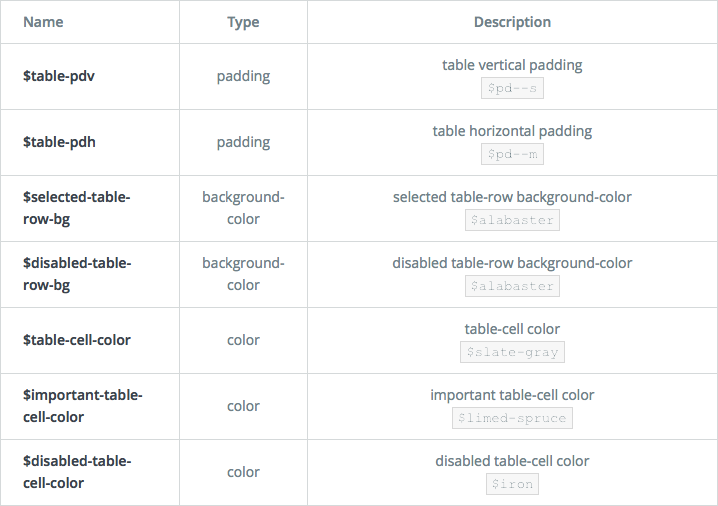 Name Type Description
$table-pdv padding table vertical padding
$pd--s
$table-pdh padding table horizontal padding
$pd--m
$selected-table- background- selected table-row background-color
row-bg color $alabaster
$disabled-table- background- disabled table-row background-color
row-bg color $alabaster
$table-cell-color color table-cell color
$slate-gray
$important-table- color important table-cell color
cell-color $limed-spruce
$disabled-table- color disabled table-cell color
cell-color $iron